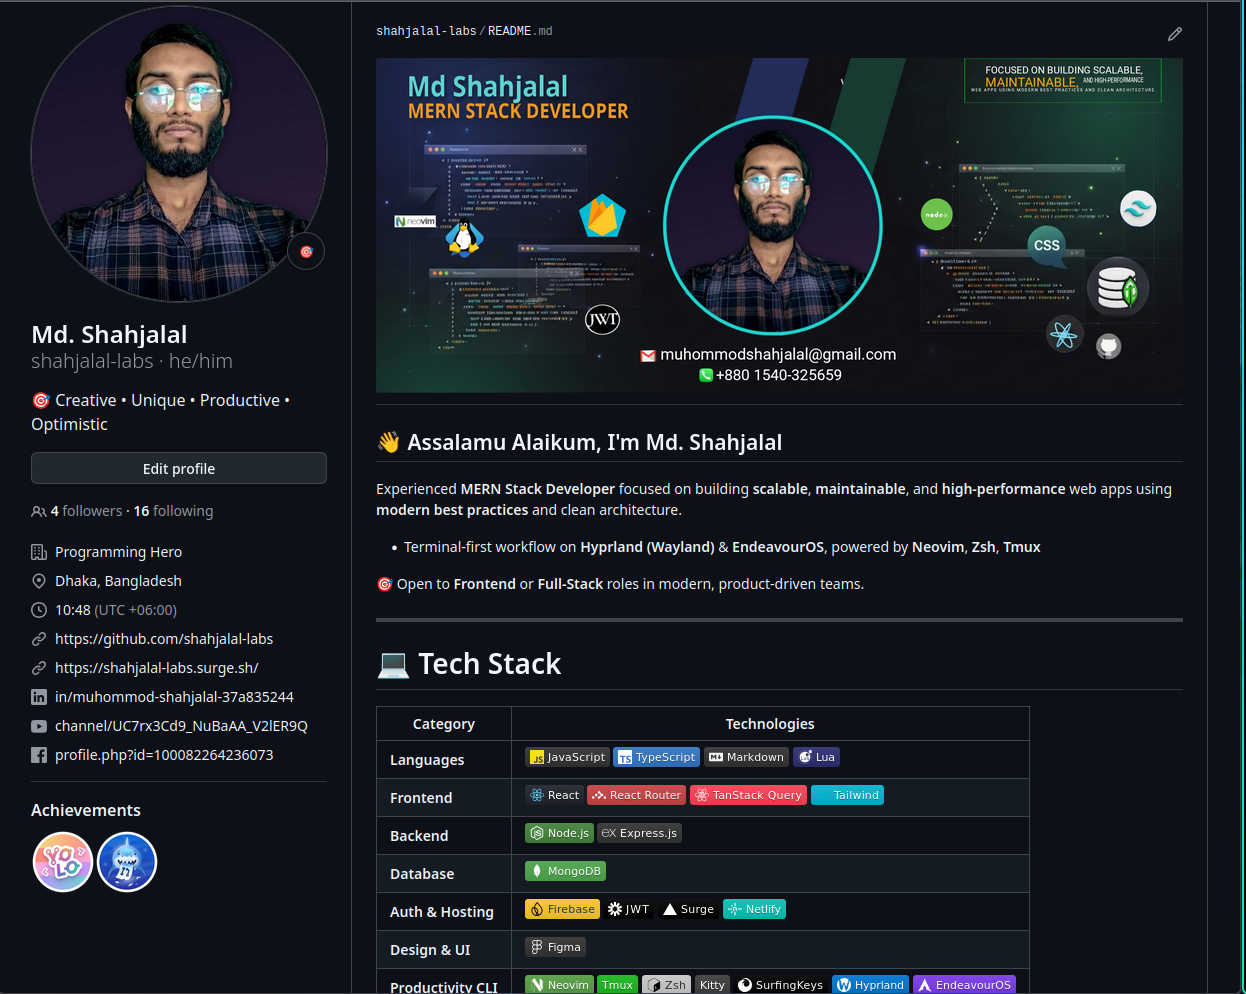 shahjalal-labs/README.md
Md Shahjalal
MERN STACK DEVELOPER
FOCUSED ON BUILDING SCALABLE,
MAINTAINABLE, AND HIGH-PERFORMANCE
WEB APPS USING MODERN BEST PRACTICES AND CLEAN ARCHITECTURE.
neovim
node
CSS
JWT
muhommodshahjalal@gmail.com
+880 1540-325659
Md. Shahjalal
shahjalal-labs · he/him
🎯 Creative • Unique • Productive •
Optimistic
Edit profile
4 followers · 16 following
Programming Hero
Dhaka, Bangladesh
10:48 (UTC +06:00)
https://github.com/shahjalal-labs
https://shahjalal-labs.surge.sh/
in/muhommod-shahjalal-37a835244
channel/UC7rx3Cd9_NuBaAA_V2lER9Q
profile.php?id=100082264236073
Achievements
YOLO
👋 Assalamu Alaikum, I'm Md. Shahjalal
Experienced MERN Stack Developer focused on building scalable, maintainable, and high-performance web apps using
modern best practices and clean architecture.
• Terminal-first workflow on Hyprland (Wayland) & EndeavourOS, powered by Neovim, Zsh, Tmux
🎯 Open to Frontend or Full-Stack roles in modern, product-driven teams.
💻 Tech Stack
Category Technologies
Languages JS JavaScript TS TypeScript Markdown Lua
Frontend React React Router TanStack Query Tailwind
Backend Node.js ex Express.js
Database MongoDB
Auth & Hosting Firebase JWT Surge Netlify
Design & UI Figma
Productivity CLI Neovim Tmux Zsh Kitty SurfingKeys Hyprland EndeavourOS